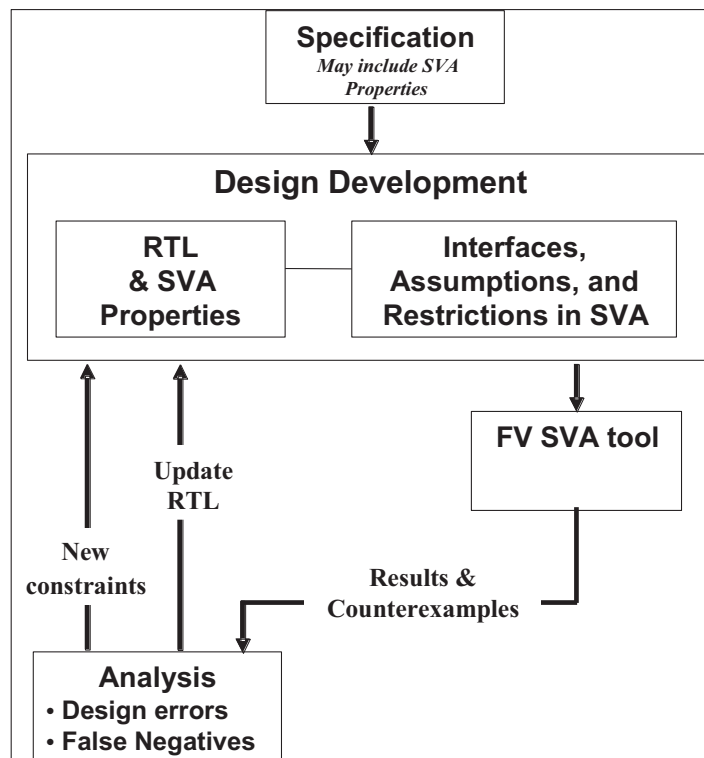 Specification
May include SVA
Properties
Design Development
RTL
& SVA
Properties
Interfaces,
Assumptions, and
Restrictions in SVA
FV SVA tool
Update
RTL
New
constraints
Results &
Counterexamples
Analysis
• Design errors
• False Negatives